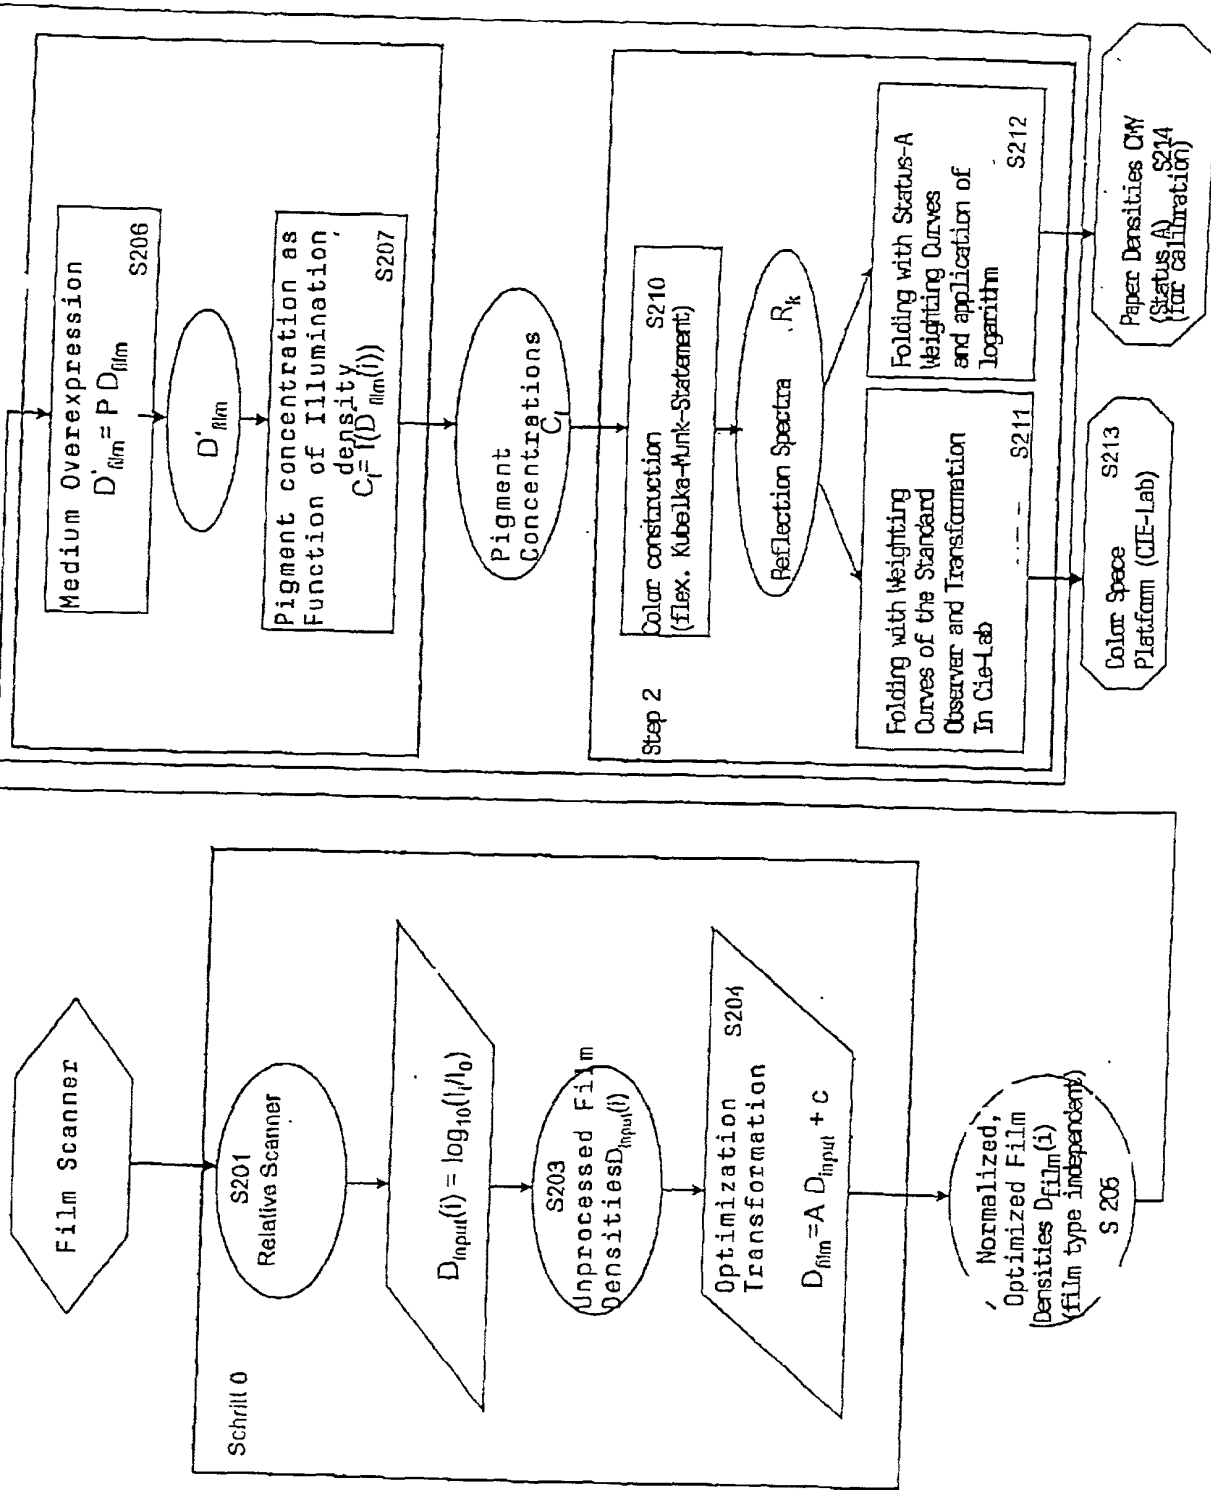 Film Scanner
Schritt 0
S201
Relative Scanner
D_Input(i) = log10(I_i/I_0)
S203
Unprocessed Film
Densities D_Input(i)
Optimization S204
Transformation
D_film = A D_Input + c
Normalized,
Optimized Film
Densities D_film(i)
(film type independent)
S 205
Medium Overexpression
D'_film = P D_film
S206
D'_film
Pigment concentration as
Function of Illumination
density
C_i = f(D'_film(i))
S207
Pigment
Concentrations
C_i
Step 2
Color construction S210
(flex. Kubelka-Munk-Statement)
Reflection Spectra R_k
Folding with Weighting
Curves of the Standard
Observer and Transformation
In Cie-Lab
S211
Folding with Status-A
Weighting Curves
and application of
logarithm
S212
Color Space S213
Platform (CIE-Lab)
Paper Densities CMY
(Status A) S214
(for calibration)